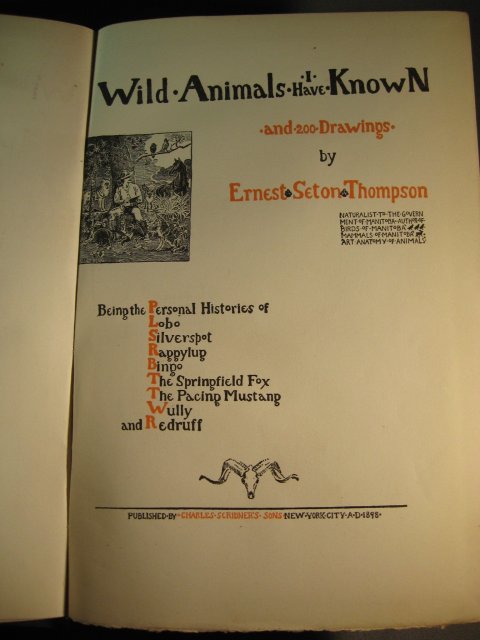 Wild·Animals·I·Have·KnowN
·and·200·Drawings·
by
Ernest Seton Thompson
NATURALIST·TO·THE·GOVERN
MENT·OF·MANITOBA·AUTHOR·OF
BIRDS·OF·MANITOBA
MAMMALS·OF·MANITOBA
ART ANATOMY·OF·ANIMALS
Being the Personal Histories of
Lobo
Silverspot
Raggylug
Bingo
The Springfield Fox
The Pacing Mustang
Wully
and Redruff
PUBLISHED·BY·CHARLES·SCRIBNER'S·SONS·NEW·YORK·CITY·A·D·1898·